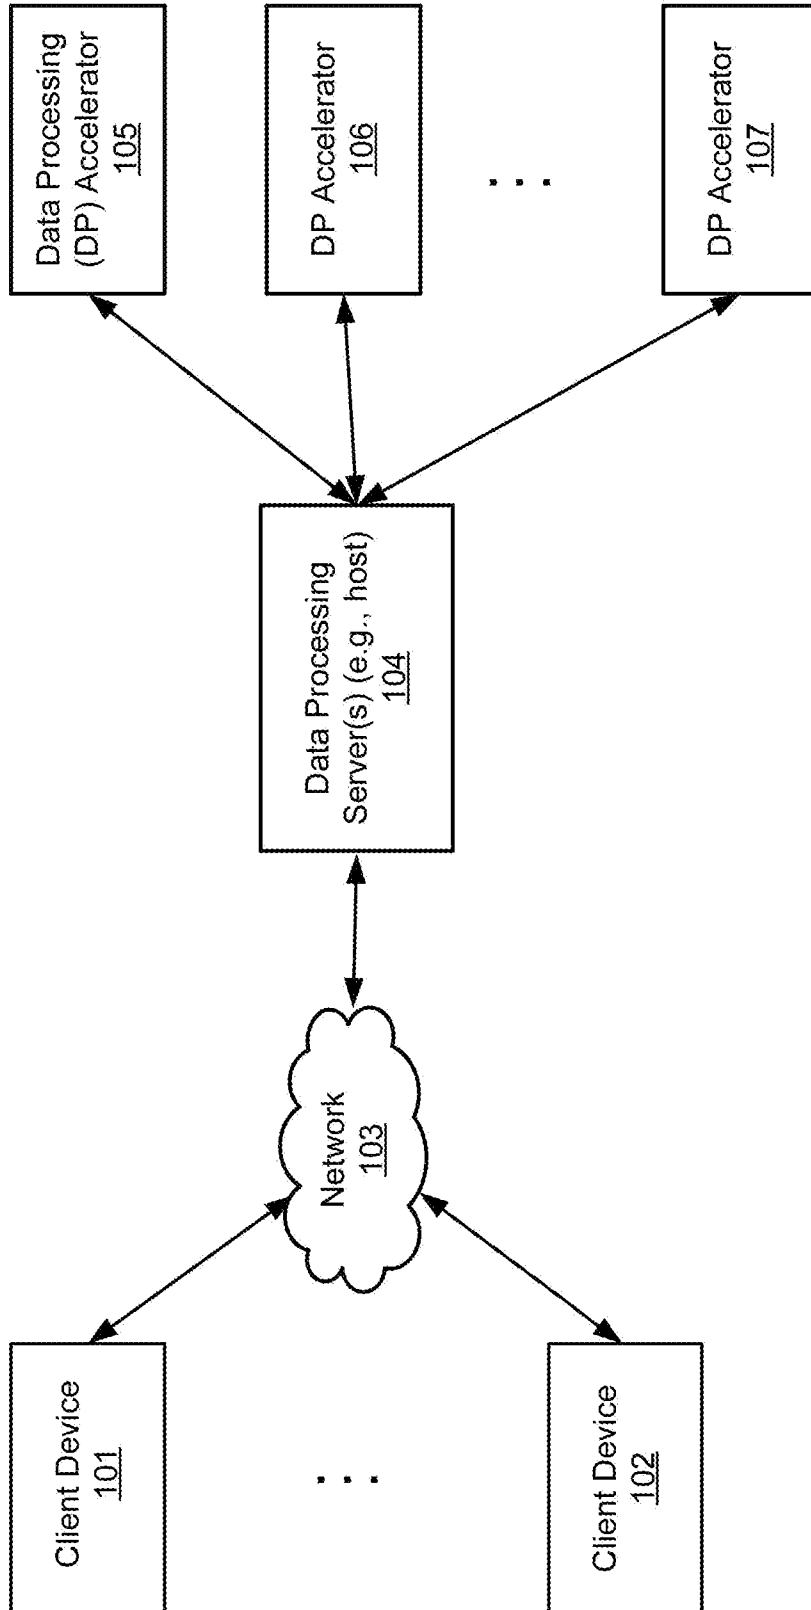 Client Device
101
. . .
Client Device
102
Network
103
Data Processing
Server(s) (e.g., host)
104
Data Processing
(DP) Accelerator
105
DP Accelerator
106
. . .
DP Accelerator
107